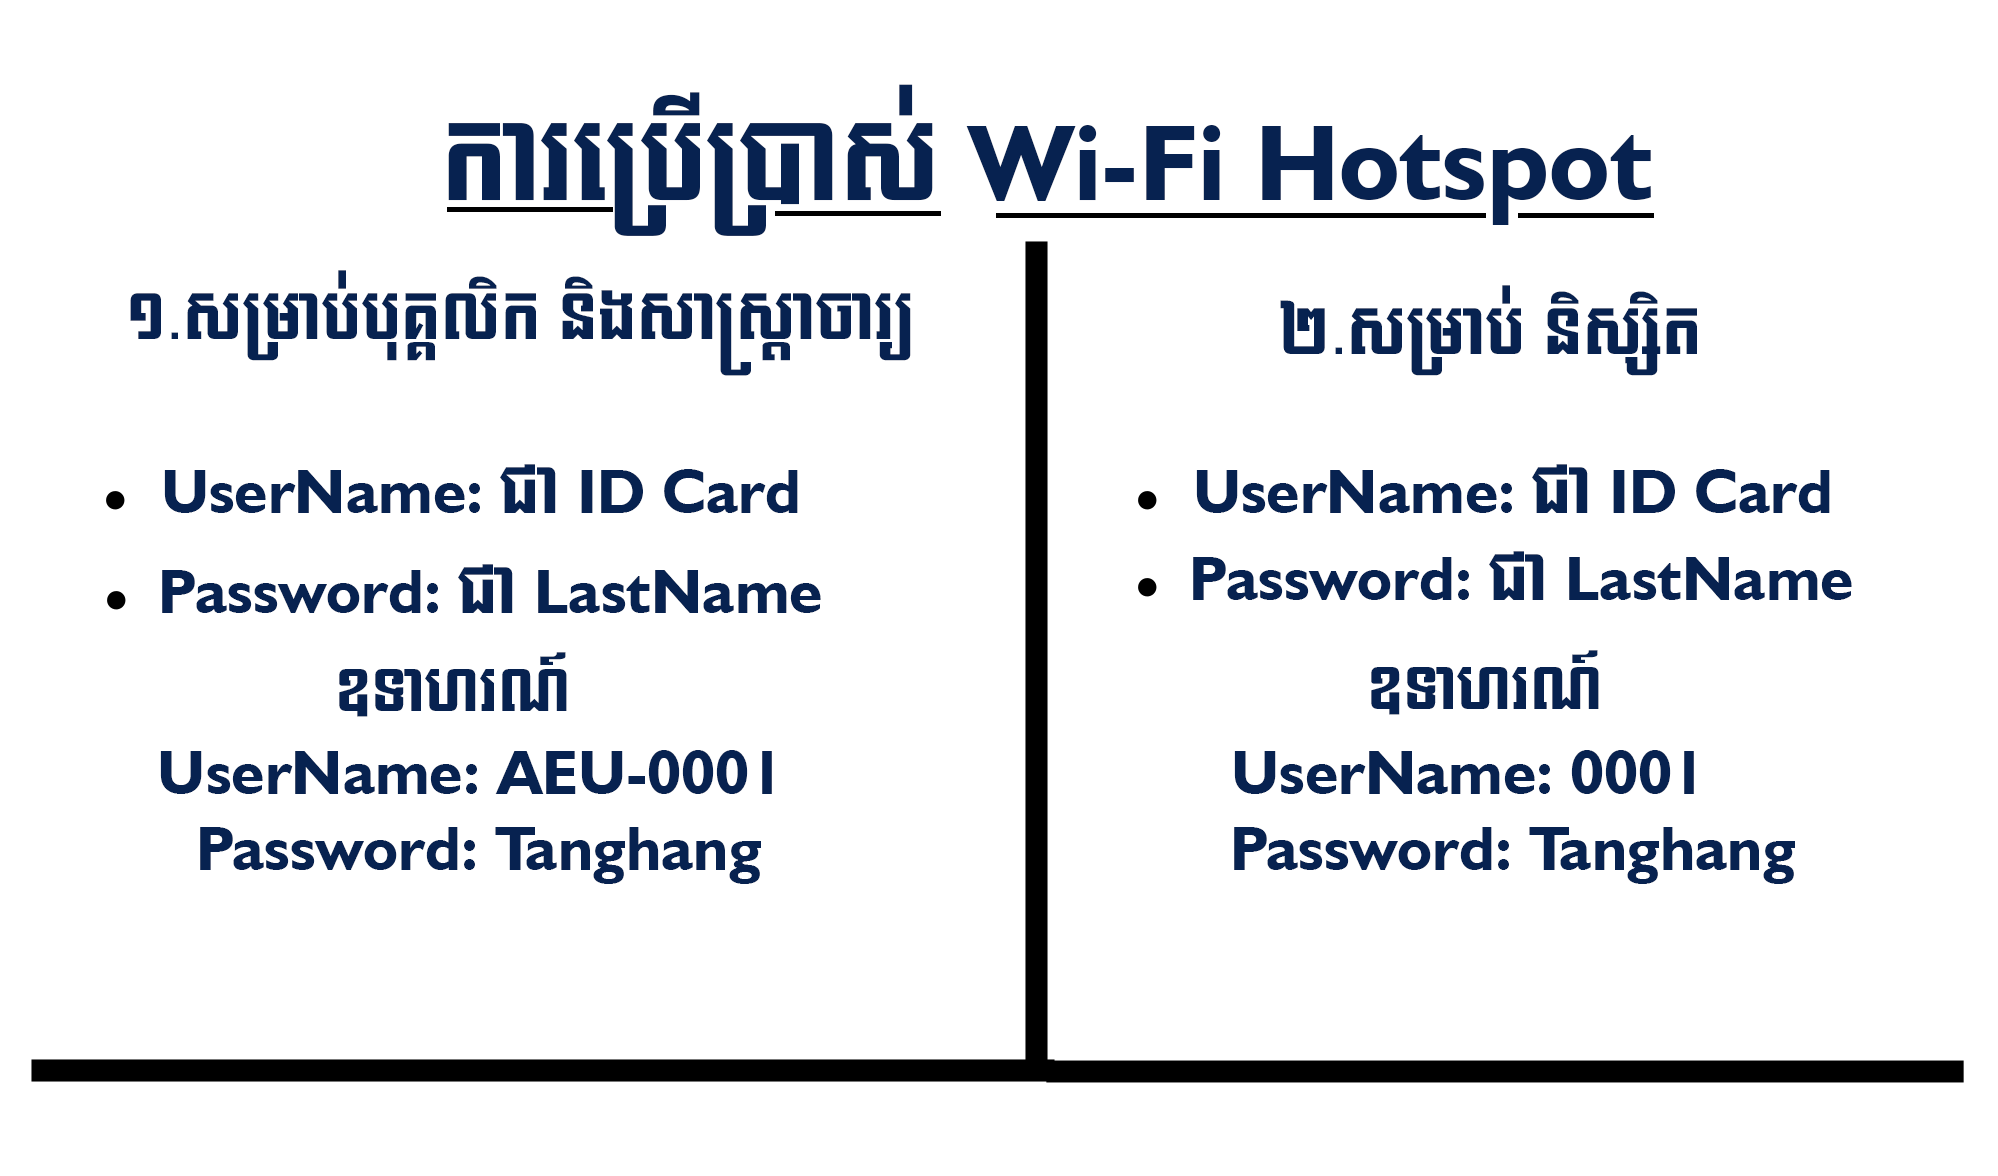 ការប្រើប្រាស់ Wi-Fi Hotspot
១.សម្រាប់បុគ្គលិក និងសាស្ត្រាចារ្យ
• UserName: ជា ID Card
• Password: ជា LastName
ឧទាហរណ៍
UserName: AEU-0001
Password: Tanghang
២.សម្រាប់ និស្សិត
• UserName: ជា ID Card
• Password: ជា LastName
ឧទាហរណ៍
UserName: 0001
Password: Tanghang